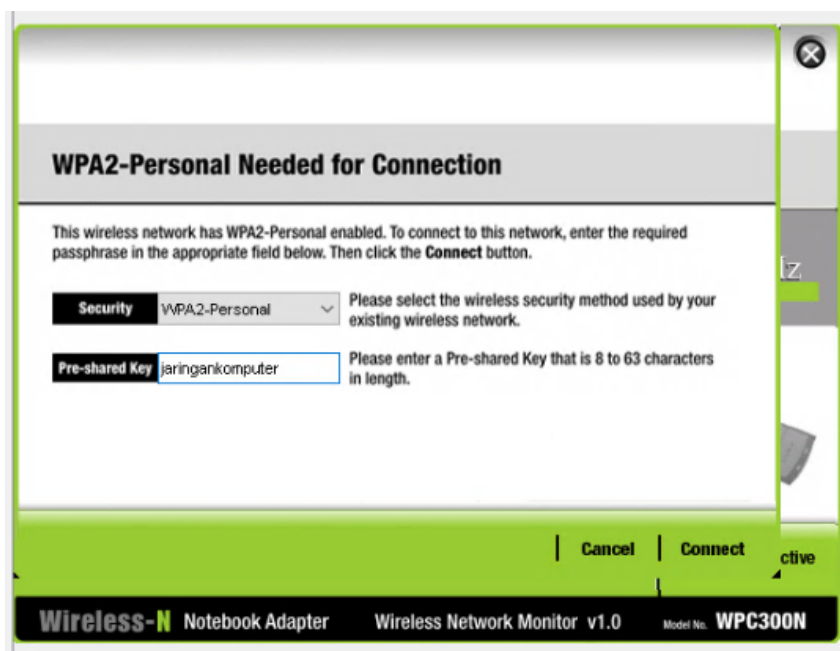 WPA2-Personal Needed for Connection
This wireless network has WPA2-Personal enabled. To connect to this network, enter the required
passphrase in the appropriate field below. Then click the Connect button.
Security WPA2-Personal Please select the wireless security method used by your
existing wireless network.
Pre-shared Key jaringankomputer Please enter a Pre-shared Key that is 8 to 63 characters
in length.
Cancel Connect
Wireless-N Notebook Adapter Wireless Network Monitor v1.0 Model No. WPC300N